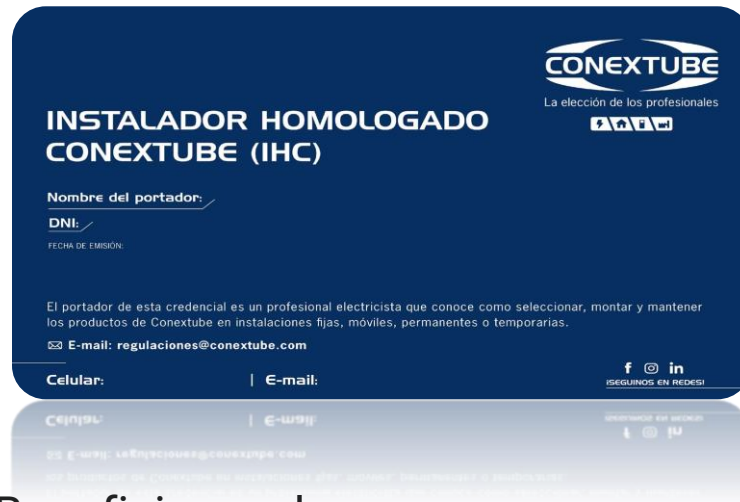 CONEXTUBE
La elección de los profesionales
INSTALADOR HOMOLOGADO
CONEXTUBE (IHC)
Nombre del portador:
DNI:
FECHA DE EMISIÓN:
El portador de esta credencial es un profesional electricista que conoce como seleccionar, montar y mantener
los productos de Conextube en instalaciones fijas, móviles, permanentes o temporarias.
E-mail: regulaciones@conextube.com
Celular: | E-mail:
f in
¡SEGUINOS EN REDES!